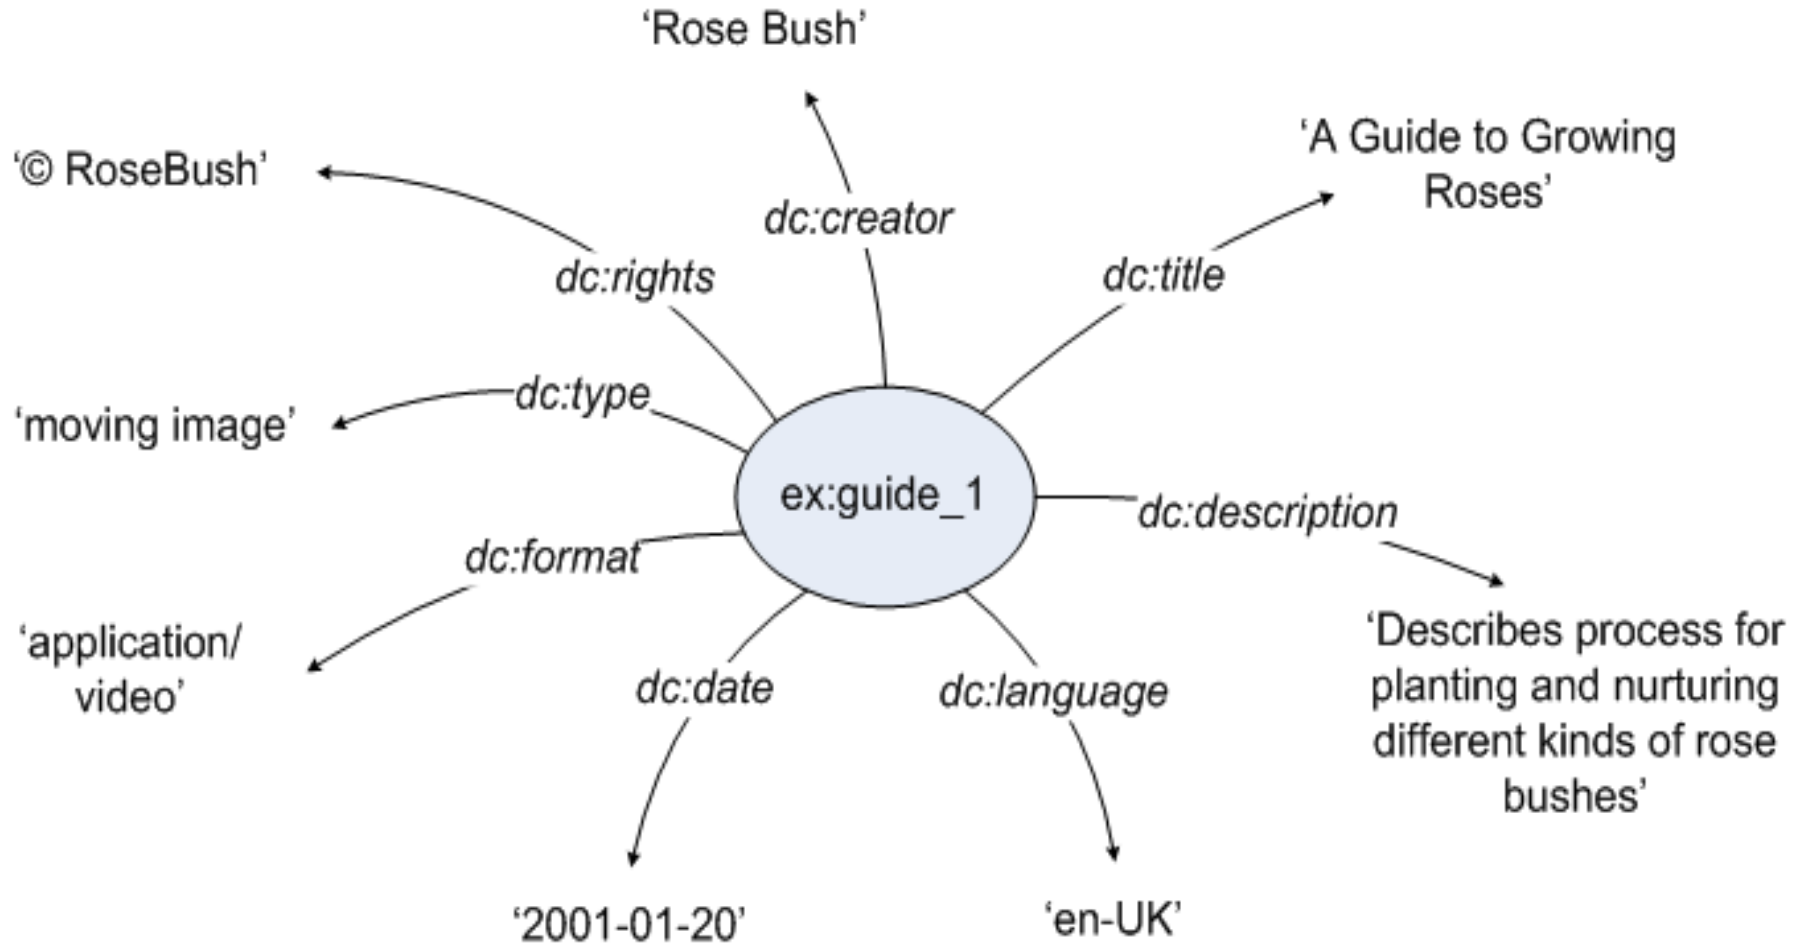 ‘Rose Bush’
‘A Guide to Growing
Roses’
‘© RoseBush’
dc:creator
dc:rights
dc:title
dc:type
‘moving image’
ex:guide_1
dc:description
dc:format
‘application/
video’
‘Describes process for
planting and nurturing
different kinds of rose
bushes’
dc:date
dc:language
‘2001-01-20’
‘en-UK’